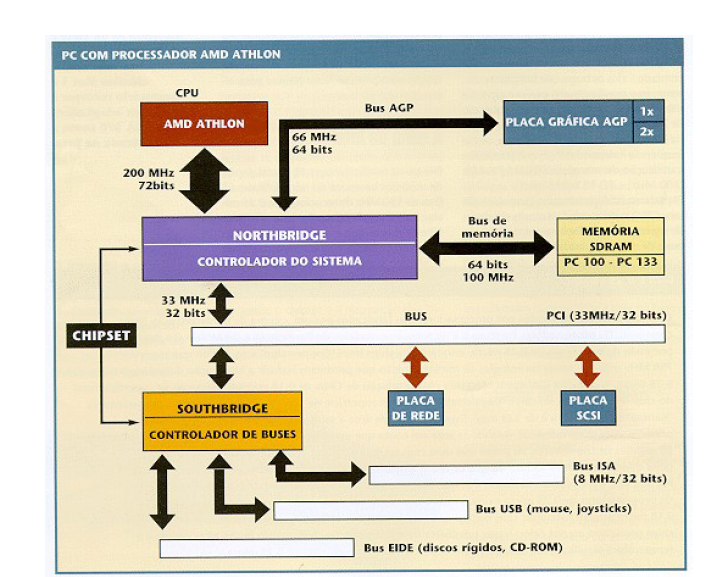 PC COM PROCESSADOR AMD ATHLON
CPU
AMD ATHLON
Bus AGP
PLACA GRÁFICA AGP
1x
2x
66 MHz
64 bits
200 MHz
72bits
NORTHBRIDGE
CONTROLADOR DO SISTEMA
Bus de
memória
64 bits
100 MHz
MEMÓRIA
SDRAM
PC 100 - PC 133
33 MHz
32 bits
BUS
PCI (33MHz/32 bits)
CHIPSET
PLACA
DE REDE
PLACA
SCSI
SOUTHBRIDGE
CONTROLADOR DE BUSES
Bus ISA
(8 MHz/32 bits)
Bus USB (mouse, joysticks)
Bus EIDE (discos rígidos, CD-ROM)